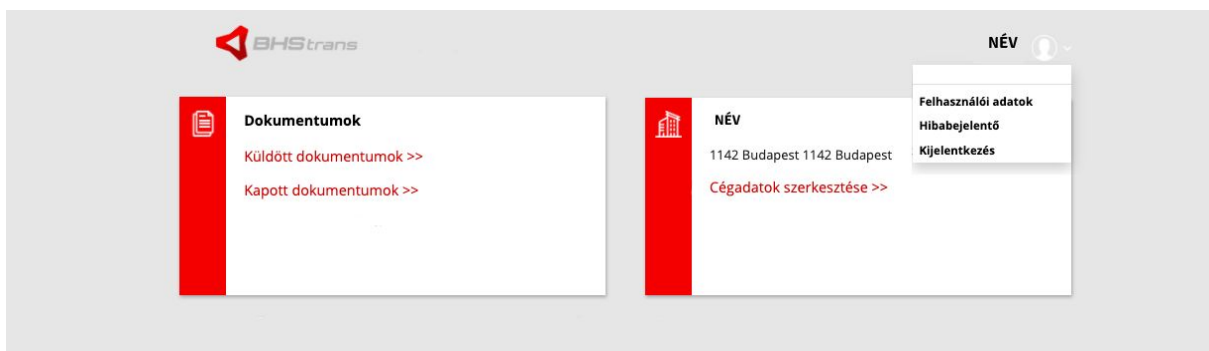 BHStrans
NÉV
Felhasználói adatok
Hibabejelentő
Kijelentkezés
Dokumentumok
Küldött dokumentumok >>
Kapott dokumentumok >>
NÉV
1142 Budapest 1142 Budapest
Cégadatok szerkesztése >>